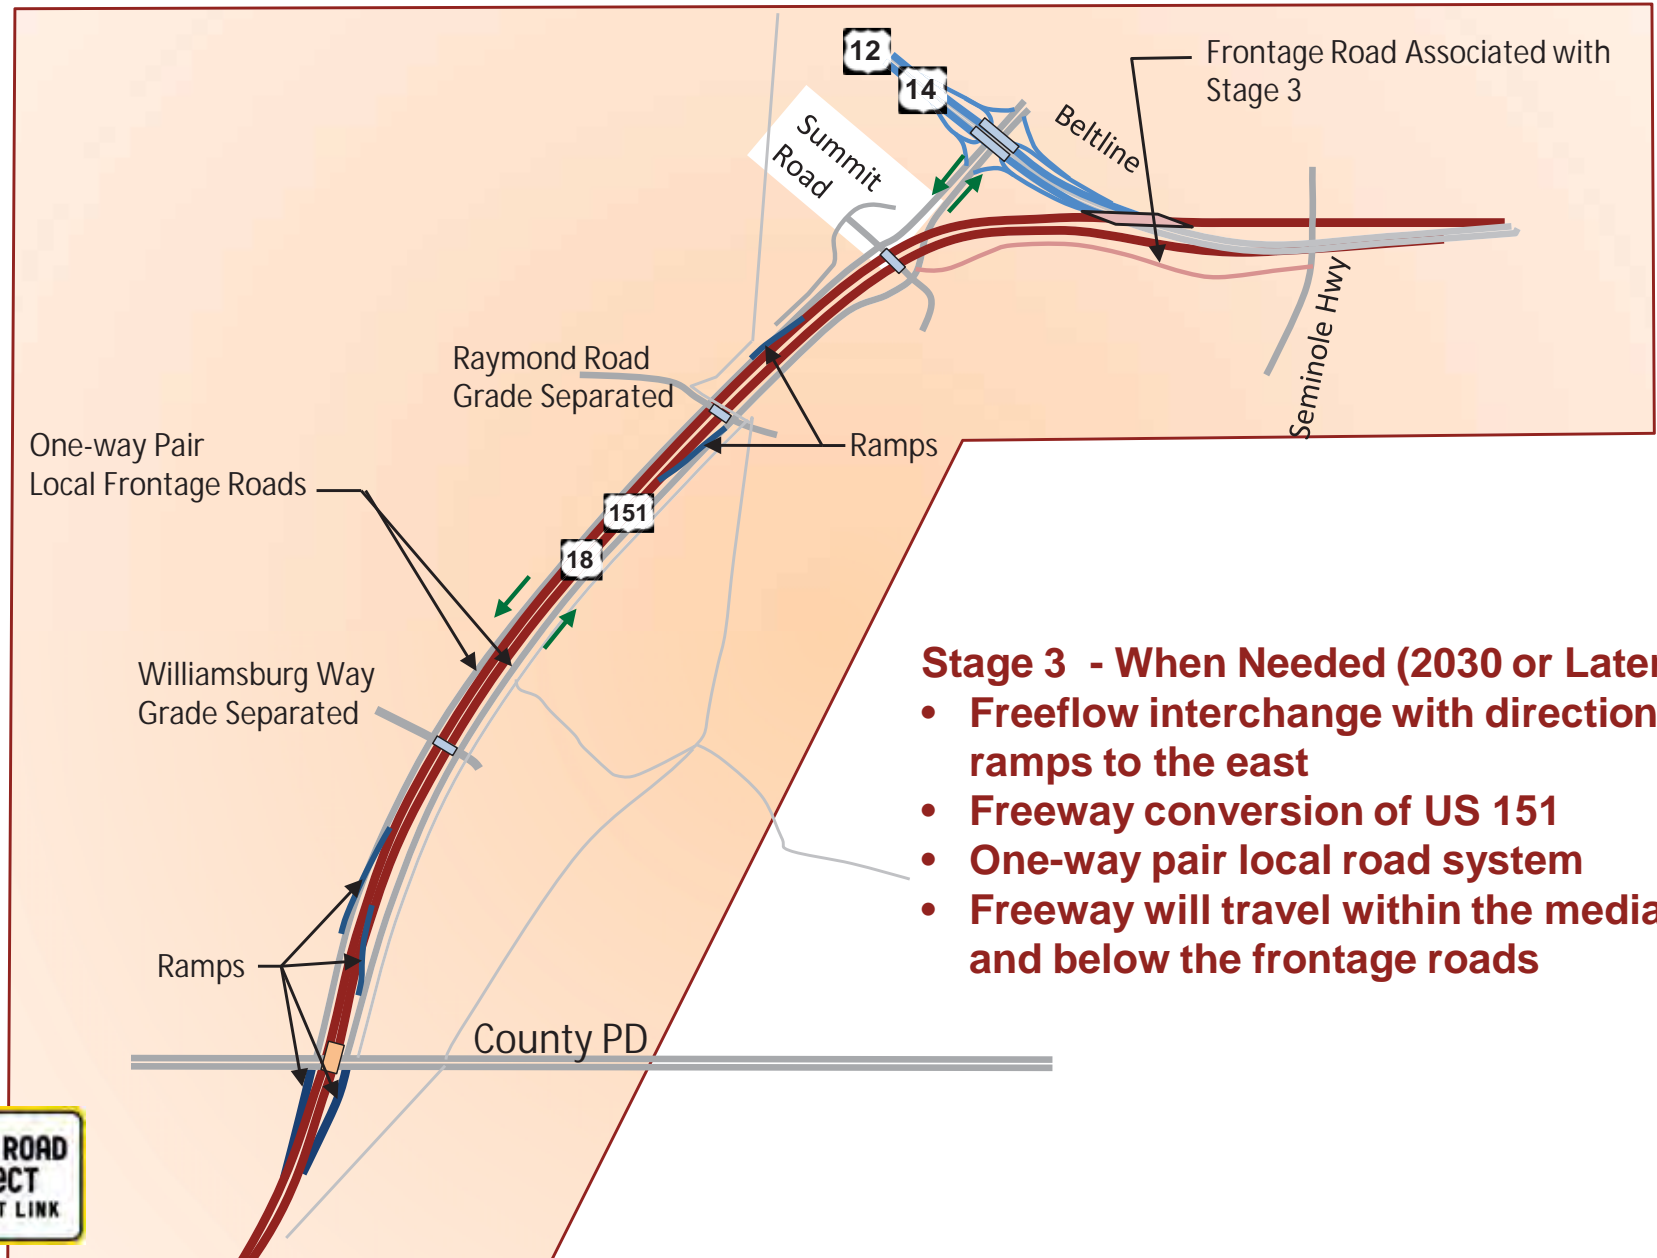 12
14
Frontage Road Associated with
Stage 3
Beltline
Summit
Road
Seminole Hwy
Raymond Road
Grade Separated
One-way Pair
Local Frontage Roads
Ramps
151
18
Williamsburg Way
Grade Separated
Stage 3 - When Needed (2030 or Later
• Freeflow interchange with direction
ramps to the east
• Freeway conversion of US 151
• One-way pair local road system
• Freeway will travel within the media
and below the frontage roads
Ramps
County PD
ROAD
ECT
T LINK